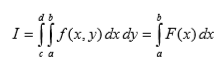 I = ∫_c^d ∫_a^b f(x, y) dx dy = ∫_a^b F(x) dx